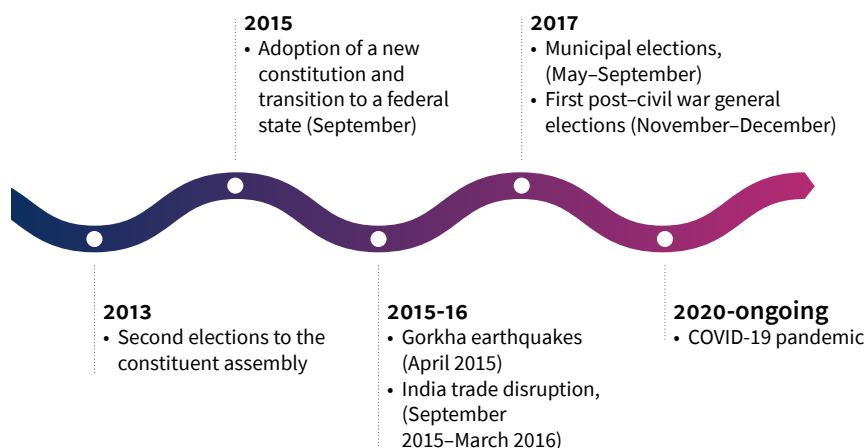 2015
• Adoption of a new
constitution and
transition to a federal
state (September)
2017
• Municipal elections,
(May–September)
• First post–civil war general
elections (November–December)
2013
• Second elections to the
constituent assembly
2015-16
• Gorkha earthquakes
(April 2015)
• India trade disruption,
(September
2015–March 2016)
2020-ongoing
• COVID-19 pandemic